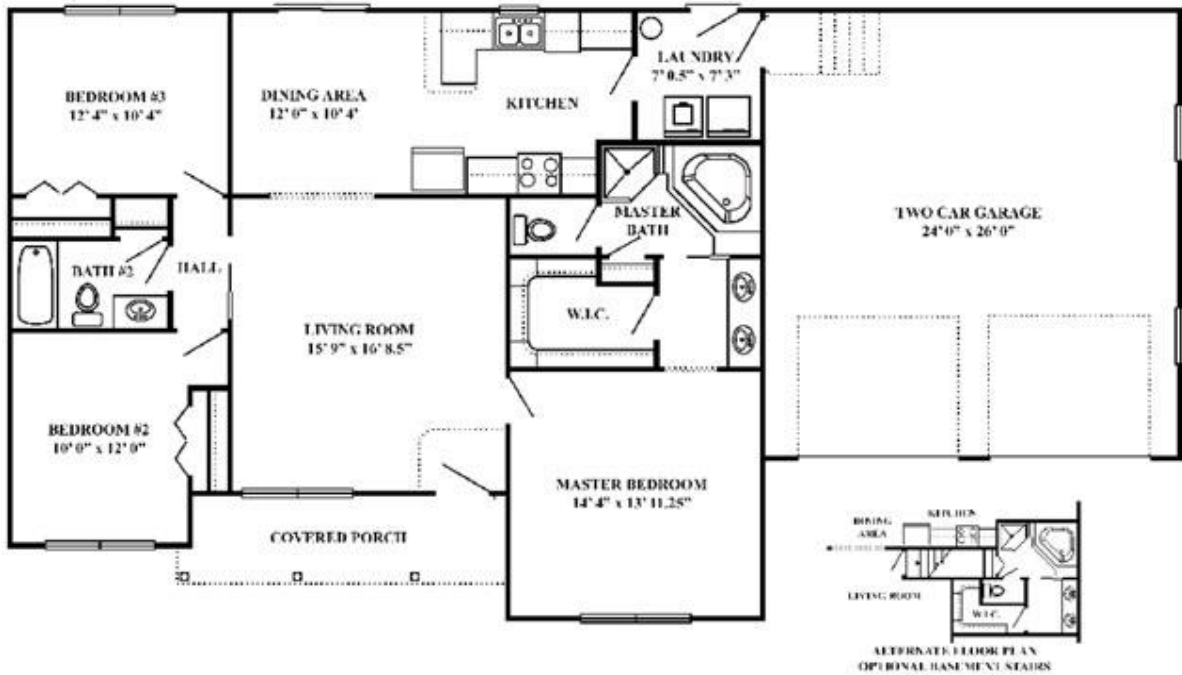 BEDROOM #3
12' 4" x 10' 4"
DINING AREA
12' 0" x 10' 4'
KITCHEN
LAUNDRY
7' 0.5" x 7' 3"
MASTER
BATH
TWO CAR GARAGE
24' 0" x 26' 0"
BATH #2
HALL
W.I.C.
LIVING ROOM
15' 9" x 16' 8.5"
BEDROOM #2
10' 0" x 12' 0"
MASTER BEDROOM
14' 4" x 13' 11.25"
COVERED PORCH
KITCHEN
DINING
AREA
LIVING ROOM
W.I.C.
ALTERNATE FLOOR PLAN
OPTIONAL BASEMENT STAIRS